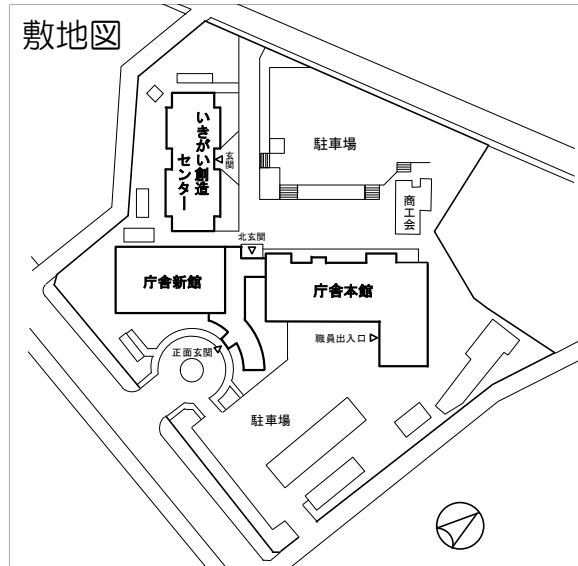 敷地図
いきがい創造
センター
玄関
駐車場
商工会
北玄関
庁舎新館
庁舎本館
正面玄関
職員出入口
駐車場